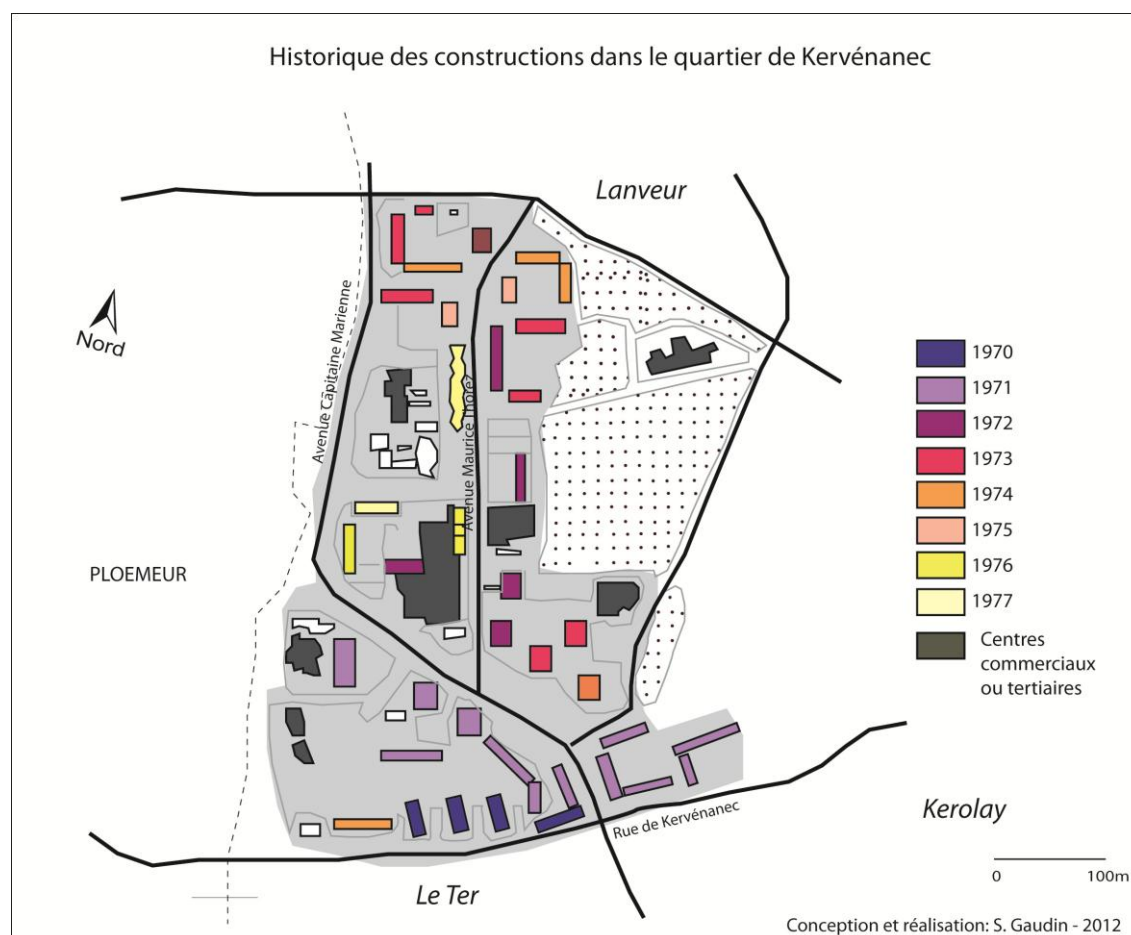 Historique des constructions dans le quartier de Kervénanec
Lanveur
Nord
Avenue Capitaine Marienne
Avenue Maurice Thorez
PLOEMEUR
1970
1971
1972
1973
1974
1975
1976
1977
Centres
commerciaux
ou tertiaires
Rue de Kervénanec
Kerolay
Le Ter
0 100m
Conception et réalisation: S. Gaudin - 2012